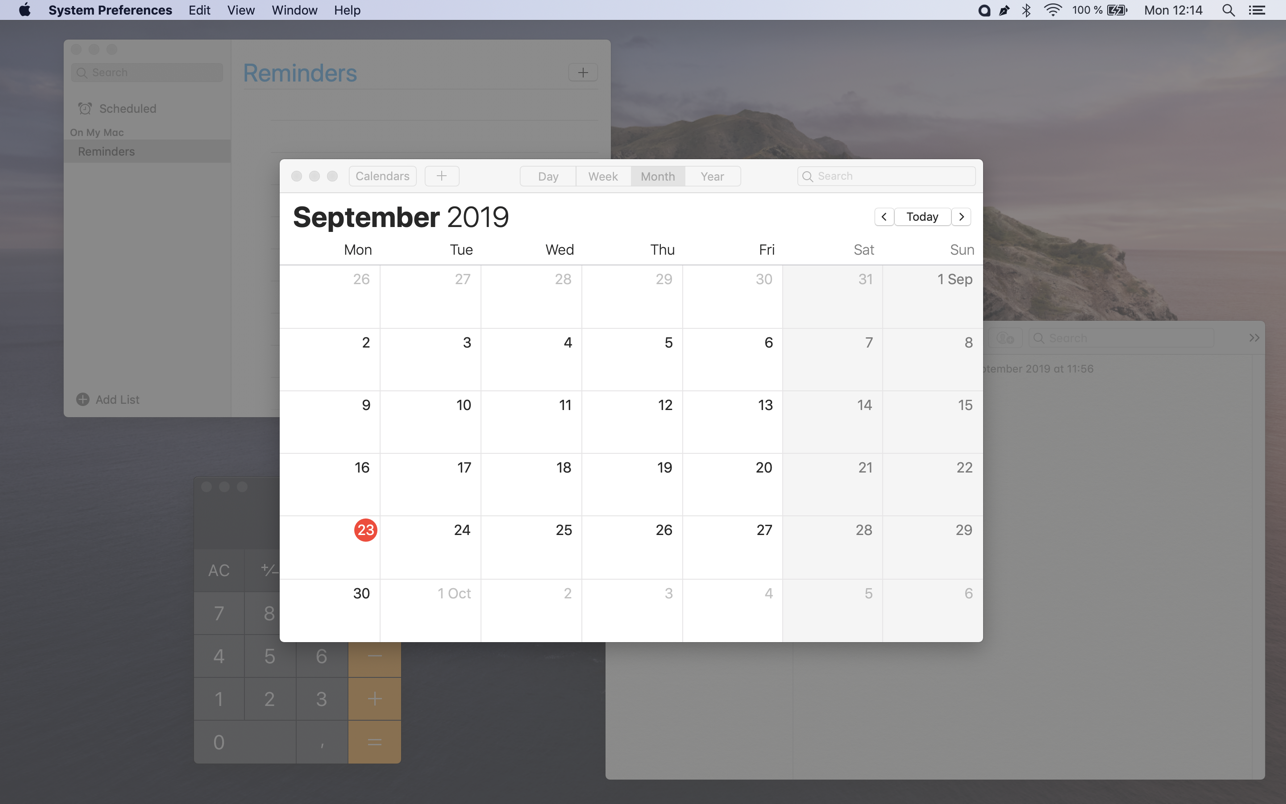 System Preferences Edit View Window Help 100 % Mon 12:14
Search
Reminders
+
Scheduled
On My Mac
Reminders
Add List
Calendars + Day Week Month Year Search
September 2019
< Today >
Mon Tue Wed Thu Fri Sat Sun
26 27 28 29 30 31 1 Sep
2 3 4 5 6 7 8
9 10 11 12 13 14 15
16 17 18 19 20 21 22
23 24 25 26 27 28 29
30 1 Oct 2 3 4 5 6
Search >>
ptember 2019 at 11:56
AC +/−
7 8
4 5 6 −
1 2 3 +
0 , =